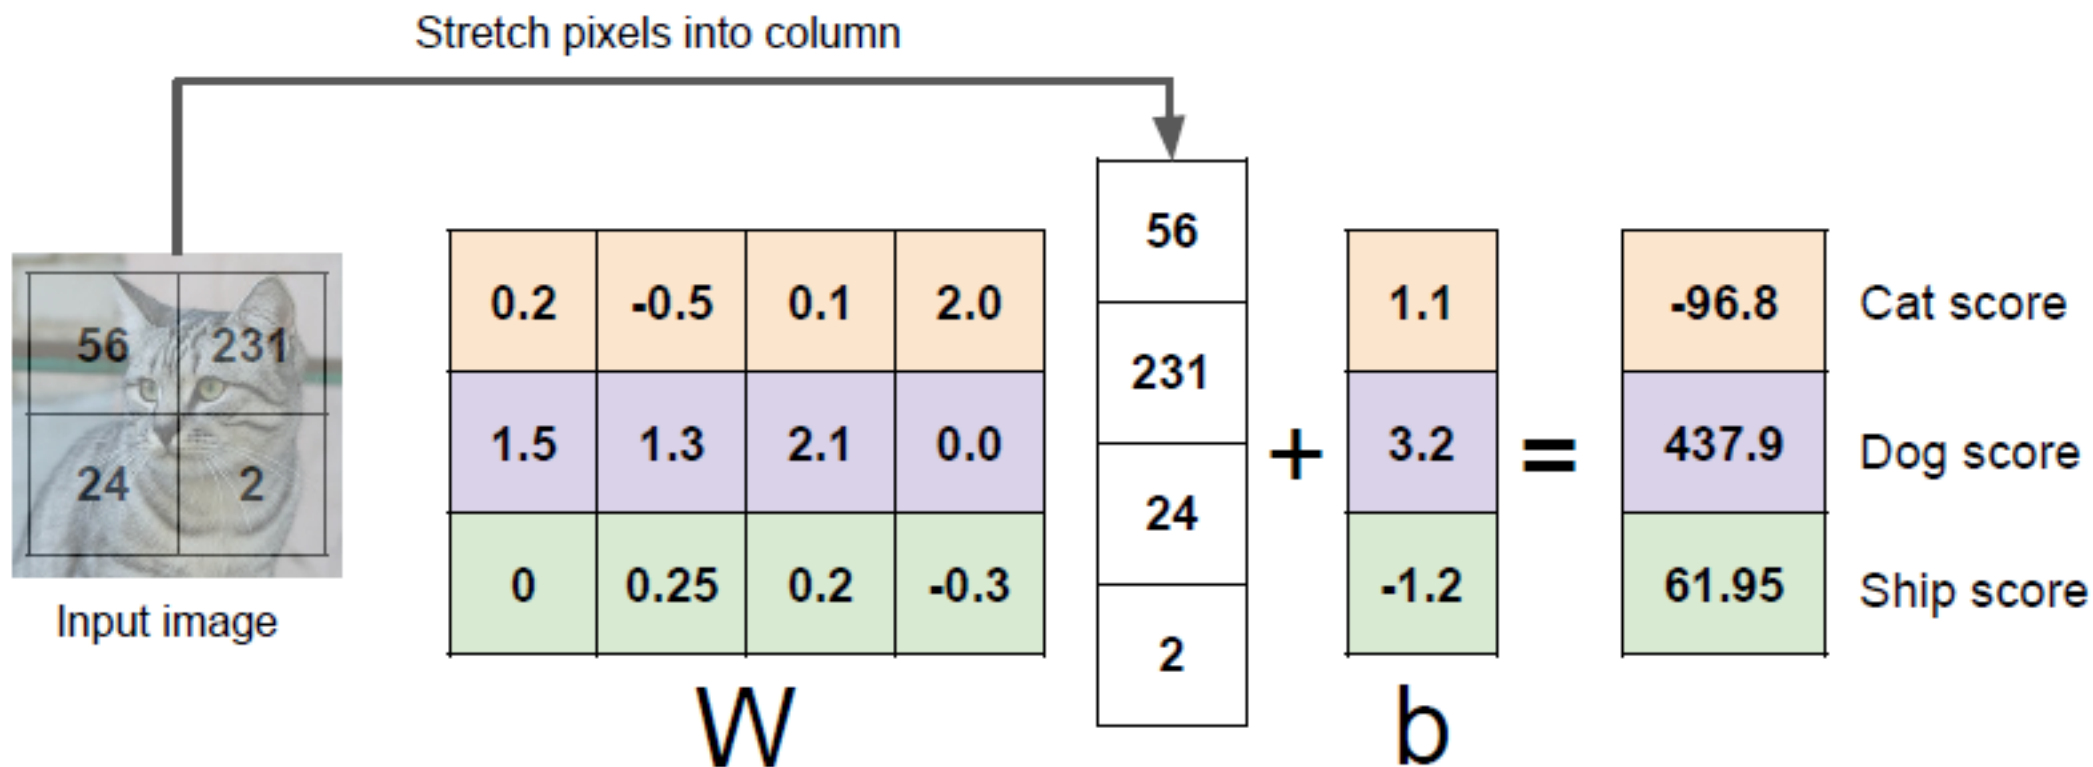 Stretch pixels into column
56 231
24 2
Input image
0.2 -0.5 0.1 2.0
1.5 1.3 2.1 0.0
0 0.25 0.2 -0.3
W
56
231
24
2
+
1.1
3.2
-1.2
b
=
-96.8 Cat score
437.9 Dog score
61.95 Ship score